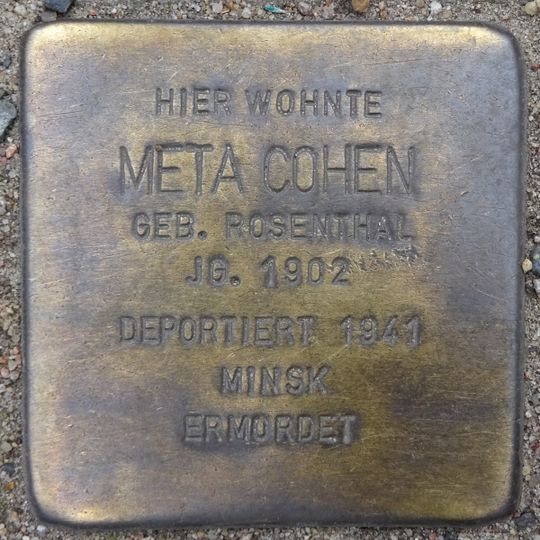 HIER WOHNTE
META COHEN
GEB. ROSENTHAL
JG. 1902
DEPORTIERT 1941
MINSK
ERMORDET